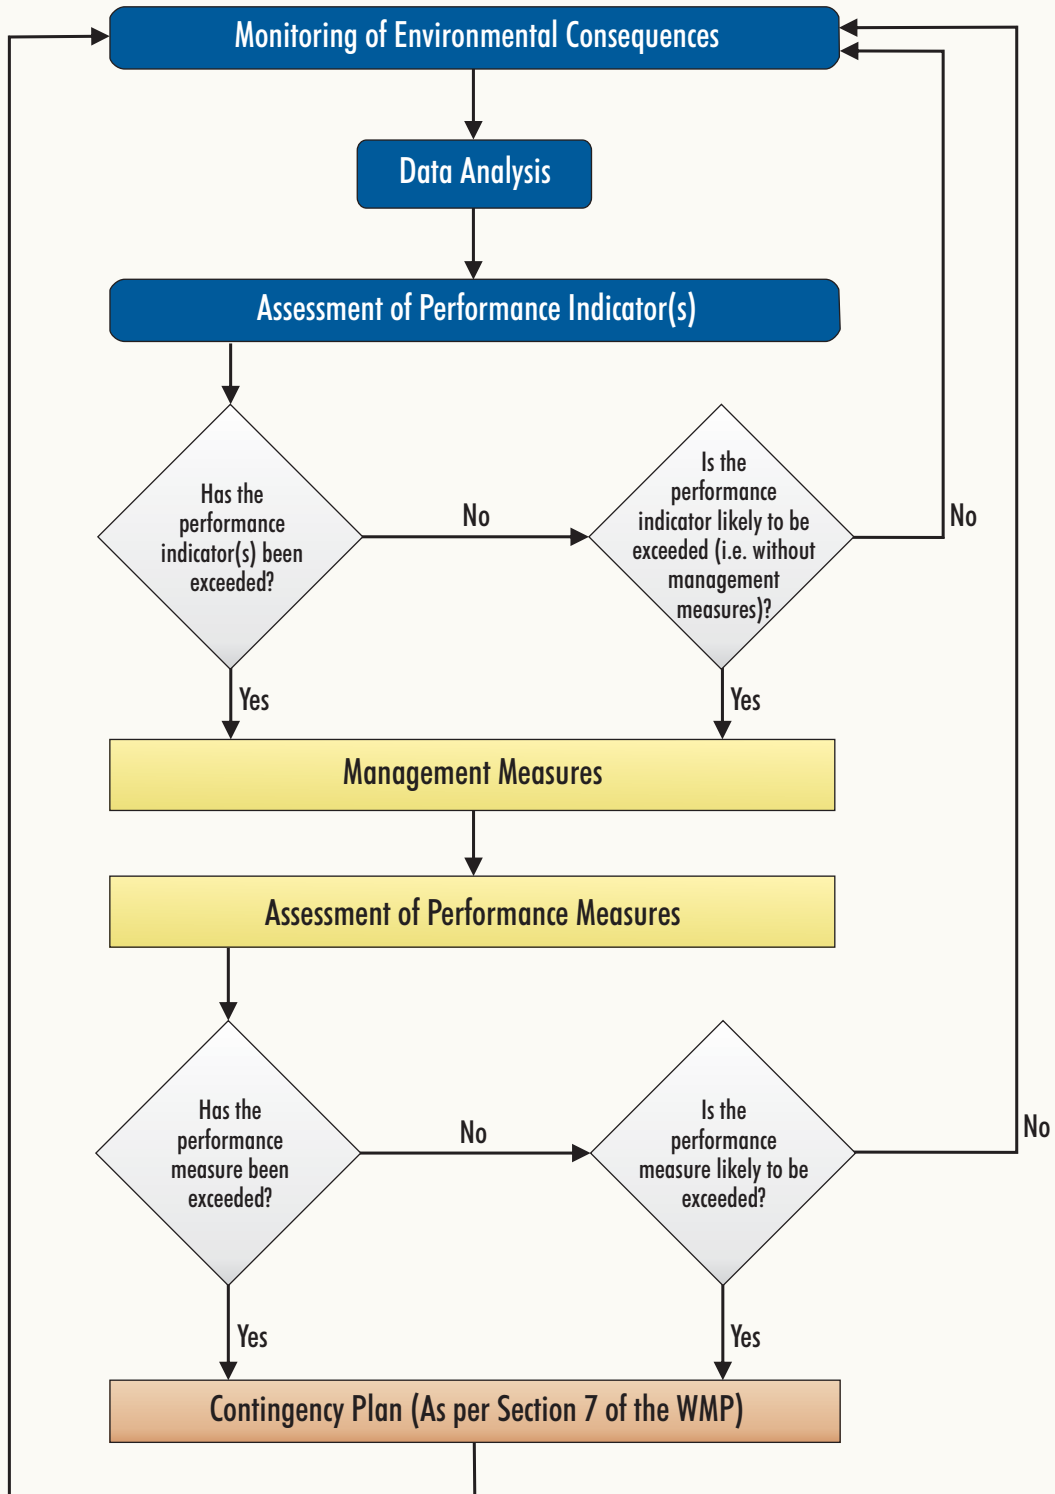 Monitoring of Environmental Consequences
Data Analysis
Assessment of Performance Indicator(s)
Has the
performance
indicator(s) been
exceeded?
No
Is the
performance
indicator likely to be
exceeded (i.e. without
management
measures)?
No
Yes
Yes
Management Measures
Assessment of Performance Measures
Has the
performance
measure been
exceeded?
No
Is the
performance
measure likely to be
exceeded?
No
Yes
Yes
Contingency Plan (As per Section 7 of the WMP)